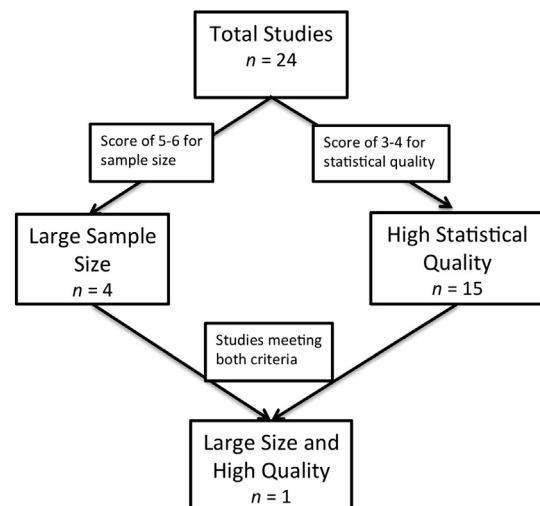 Total Studies
n = 24
Score of 5-6 for
sample size
Score of 3-4 for
statistical quality
Large Sample
Size
n = 4
High Statistical
Quality
n = 15
Studies meeting
both criteria
Large Size and
High Quality
n = 1